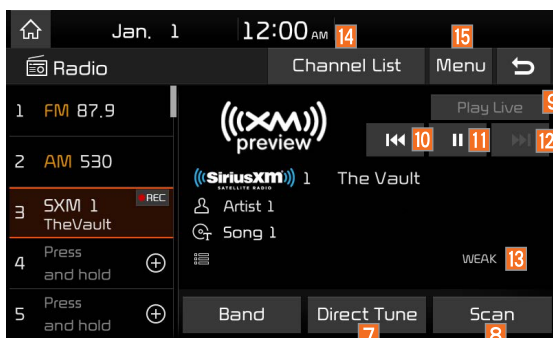 Jan. 1 12:00 AM 14 15
Radio Channel List Menu
1 FM 87.9
Play Live 9
((XM)) preview
10 11 12
2 AM 530
((SiriusXM)) SATELLITE RADIO 1 The Vault
3 SXM 1 REC
TheVault
Artist 1
Song 1
4 Press and hold
WEAK 13
5 Press and hold
Band Direct Tune Scan
7 8